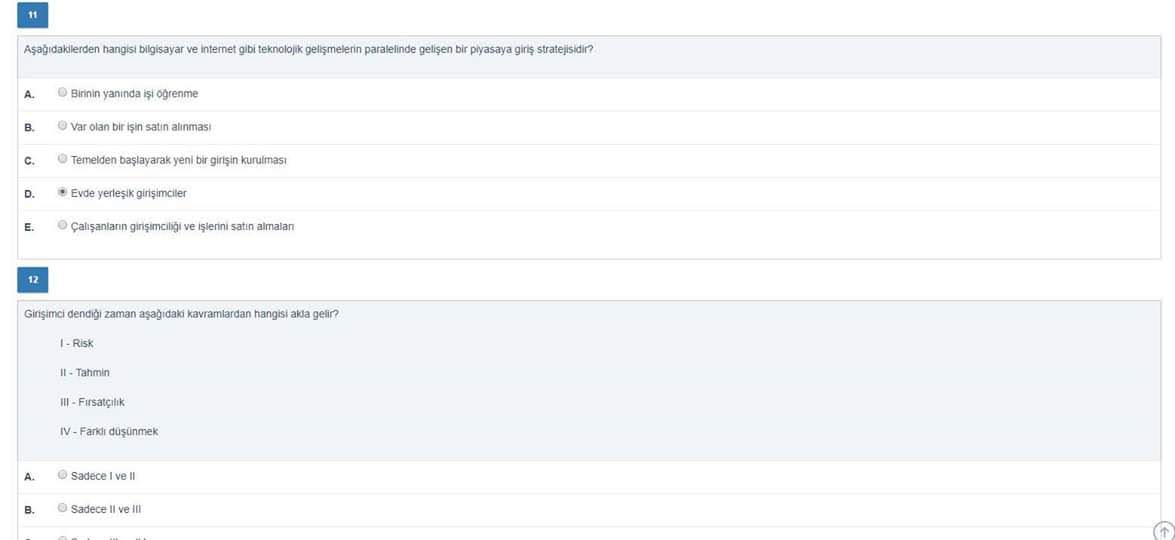 11
Aşağıdakilerden hangisi bilgisayar ve internet gibi teknolojik gelişmelerin paralelinde gelişen bir piyasaya giriş stratejisidir?
A. Birinin yanında işi öğrenme
B. Var olan bir işin satın alınması
C. Temelden başlayarak yeni bir girişin kurulması
D. Evde yerleşik girişimciler
E. Çalışanların girişimciliği ve işlerini satın almaları
12
Girişimci dendiği zaman aşağıdaki kavramlardan hangisi akla gelir?
I - Risk
II - Tahmin
III - Fırsatçılık
IV - Farklı düşünmek
A. Sadece I ve II
B. Sadece II ve III